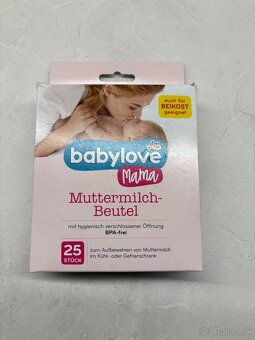 auch für
BEIKOST
geeignet
babylove
Mama
Muttermilch-
Beutel
mit hygienisch verschlossener Öffnung
BPA-frei
25
STÜCK
zum Aufbewahren von Muttermilch
im Kühl- oder Gefrierschrank